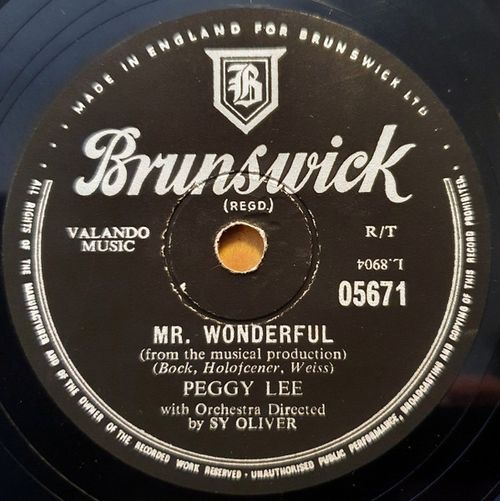 MADE IN ENGLAND FOR BRUNSWICK LTD
B
Brunswick
(REGD.)
VALANDO
MUSIC
R/T
L.8904
05671
MR. WONDERFUL
(from the musical production)
(Bock, Holofcener, Weiss)
PEGGY LEE
with Orchestra Directed
by SY OLIVER
ALL RIGHTS OF THE MANUFACTURER AND OF THE OWNER OF THE RECORDED WORK RESERVED · UNAUTHORISED PUBLIC PERFORMANCE, BROADCASTING AND COPYING OF THIS RECORD PROHIBITED